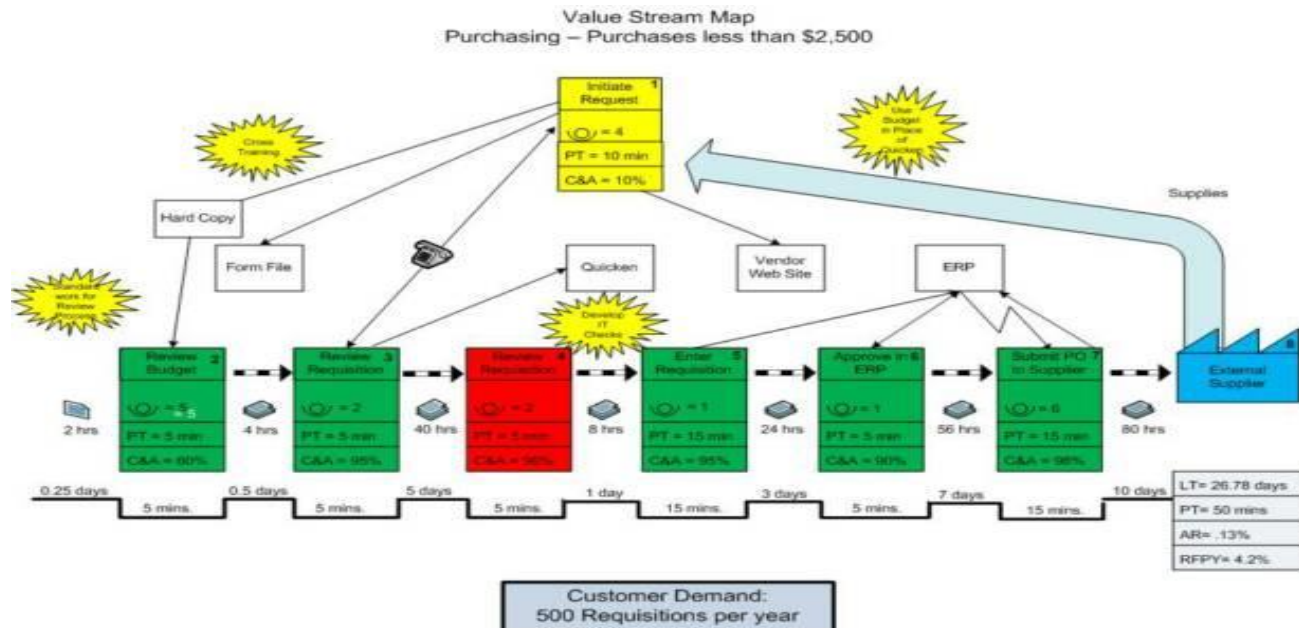 Value Stream Map
Purchasing – Purchases less than $2,500
Initiate 1
Request
= 4
PT = 10 min
C&A = 10%
Cross
Training
Use
Budget
in Place
of
Quicken
Supplies
Hard Copy
Form File
Quicken
Vendor
Web Site
ERP
Standard
work for
Review
Process
Develop
IT
Checks
Review 2
Budget
= 5
= 5
PT = 5 min
C&A = 60%
Review 3
Requisition
= 2
PT = 5 min
C&A = 95%
Review 4
Requisition
= 2
PT = 5 min
Enter 5
Requisition
= 1
PT = 15 min
C&A = 95%
Approve in 6
ERP
= 1
PT = 5 min
C&A = 90%
Submit PO 7
to Supplier
= 6
PT = 15 min
C&A = 98%
8
External
Supplier
2 hrs
4 hrs
40 hrs
8 hrs
24 hrs
56 hrs
80 hrs
0.25 days
0.5 days
5 days
1 day
3 days
7 days
10 days
5 mins.
5 mins.
5 mins.
15 mins.
5 mins.
15 mins.
LT= 26.78 days
PT= 50 mins
AR= .13%
RFPY= 4.2%
Customer Demand:
500 Requisitions per year